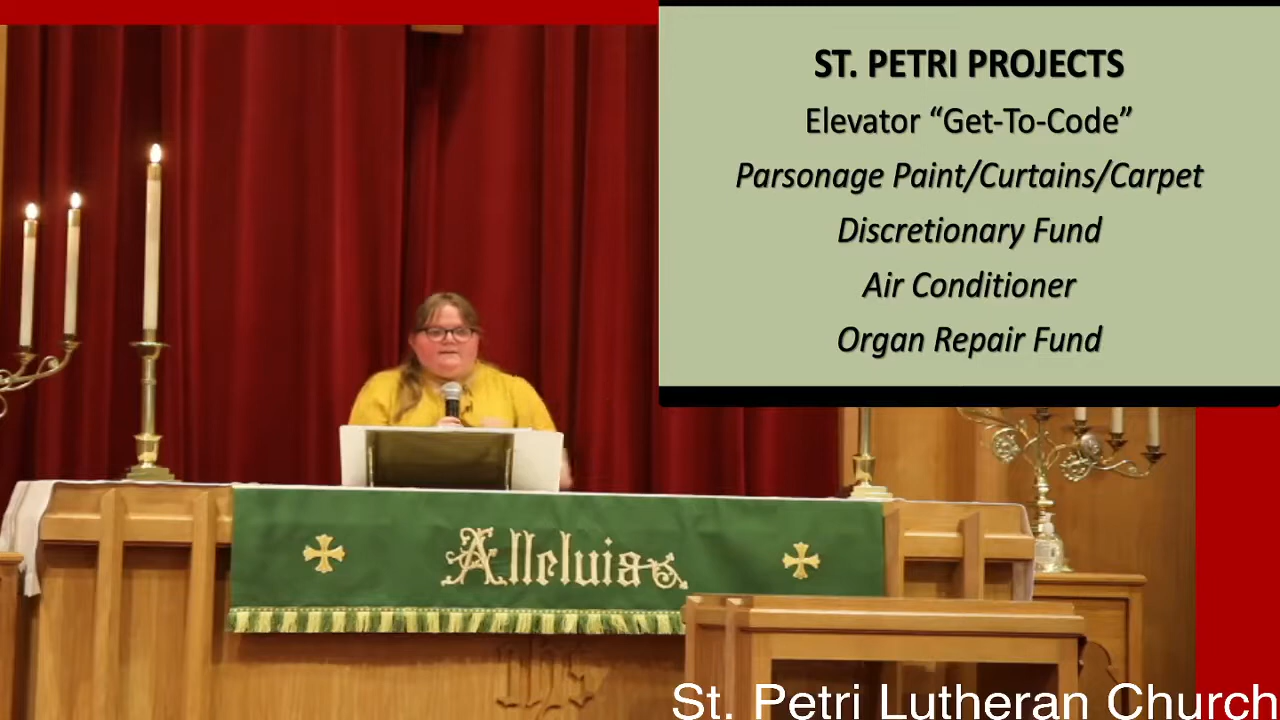 ST. PETRI PROJECTS
Elevator “Get-To-Code”
Parsonage Paint/Curtains/Carpet
Discretionary Fund
Air Conditioner
Organ Repair Fund
Alleluia
ihs
St. Petri Lutheran Church